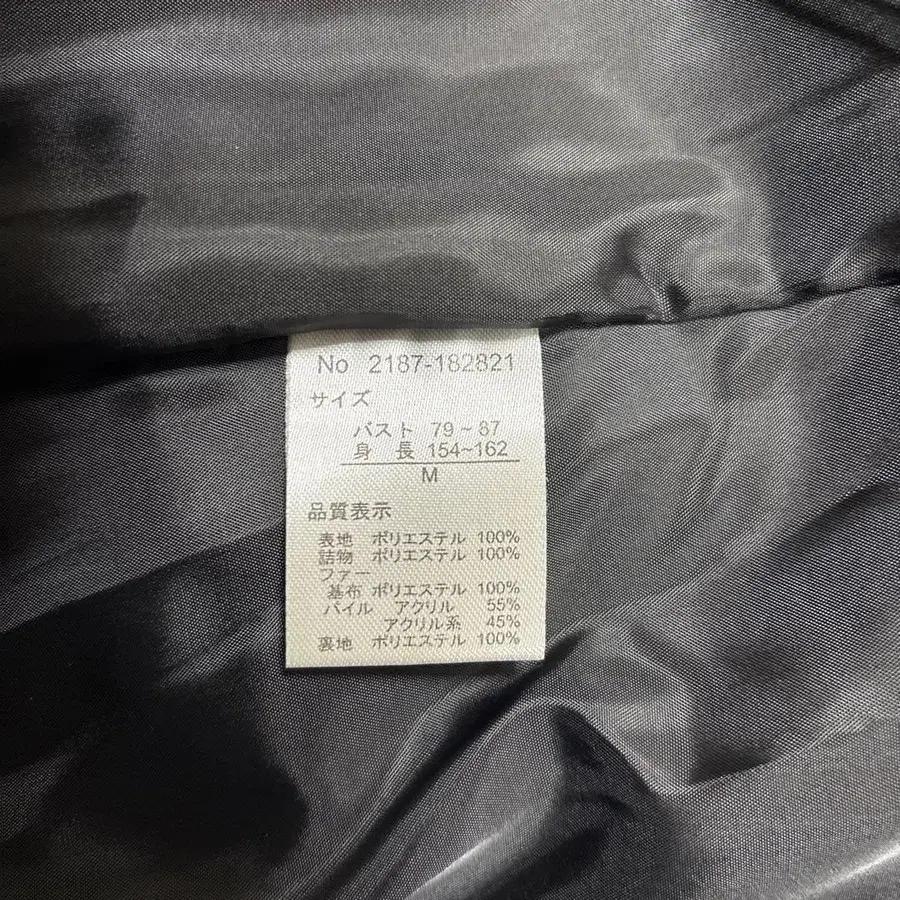 No 2187-182821
サイズ
バスト 79～87
身 長 154~162
M
品質表示
表地 ポリエステル 100%
詰物 ポリエステル 100%
ファー
基布 ポリエステル 100%
パイル アクリル 55%
アクリル系 45%
裏地 ポリエステル 100%